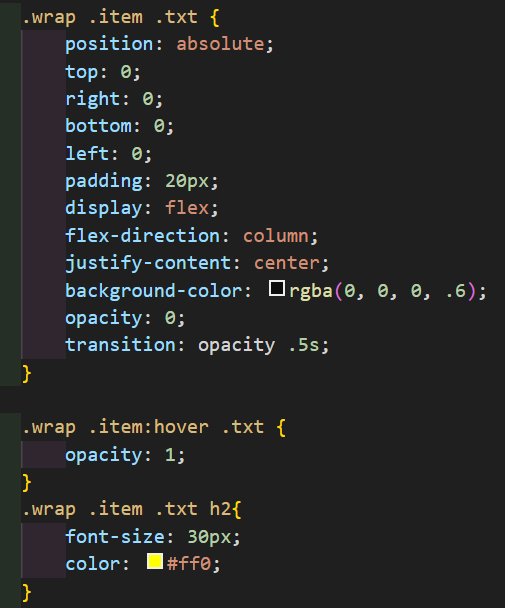 .wrap .item .txt {
    position: absolute;
    top: 0;
    right: 0;
    bottom: 0;
    left: 0;
    padding: 20px;
    display: flex;
    flex-direction: column;
    justify-content: center;
    background-color: rgba(0, 0, 0, .6);
    opacity: 0;
    transition: opacity .5s;
}

.wrap .item:hover .txt {
    opacity: 1;
}
.wrap .item .txt h2{
    font-size: 30px;
    color: #ff0;
}